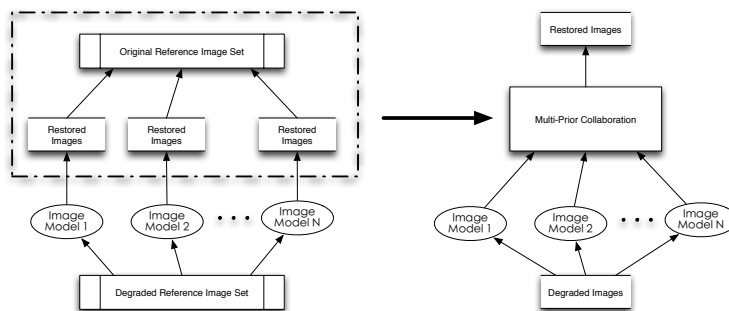 Original Reference Image Set
Restored
Images
Restored
Images
Restored
Images
Image
Model 1
Image
Model 2
Image
Model N
Degraded Reference Image Set
Restored Images
Multi-Prior Collaboration
Image
Model 1
Image
Model 2
Image
Model N
Degraded Images